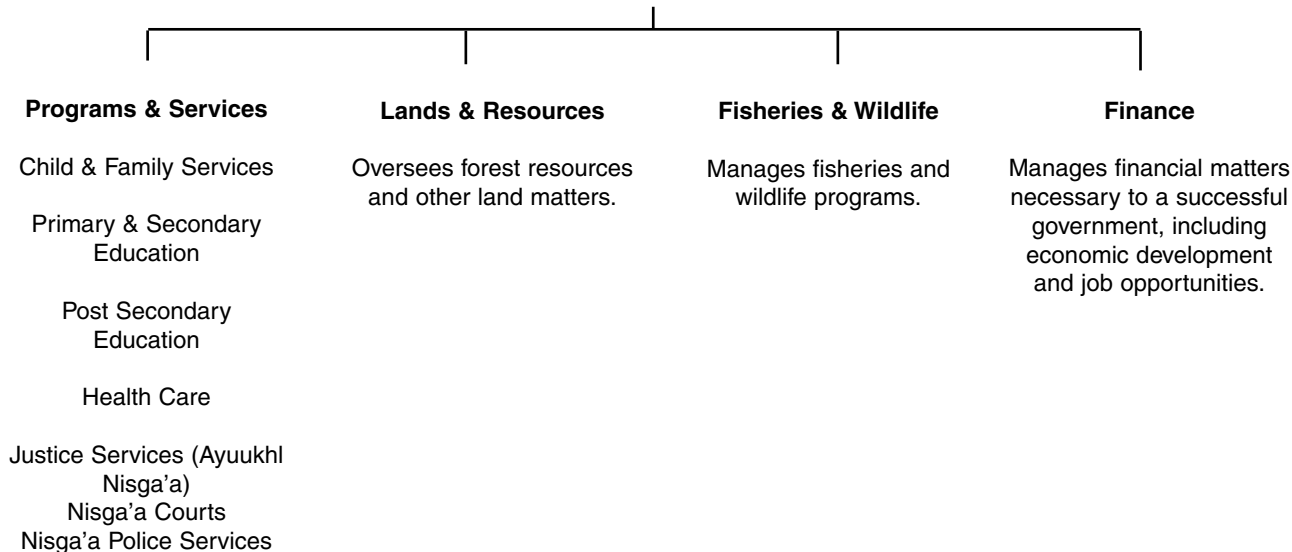 Programs & Services
Child & Family Services
Primary & Secondary
Education
Post Secondary
Education
Health Care
Justice Services (Ayuukhl
Nisga’a)
Nisga’a Courts
Nisga’a Police Services
Lands & Resources
Oversees forest resources
and other land matters.
Fisheries & Wildlife
Manages fisheries and
wildlife programs.
Finance
Manages financial matters
necessary to a successful
government, including
economic development
and job opportunities.